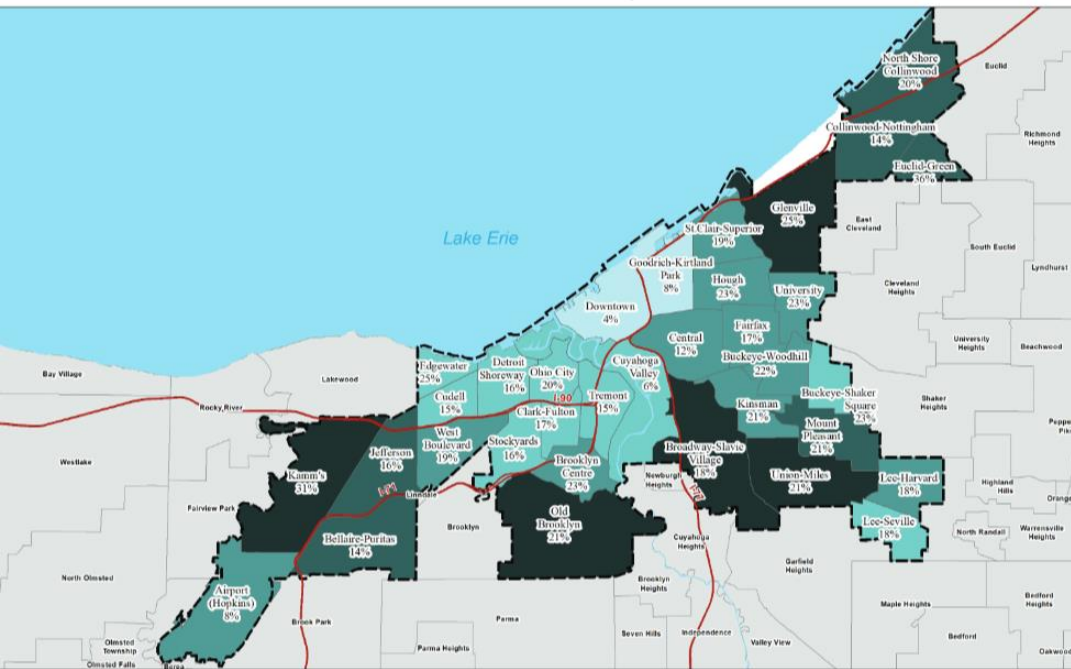 North Shore
Collinwood
20%
Euclid
Collinwood-Nottingham
14%
Richmond
Heights
Euclid-Green
36%
Glenville
25%
East
Cleveland
St.Clair-Superior
19%
Lake Erie
South Euclid
Goodrich-Kirtland
Park
8%
Lyndhurst
Hough
23%
University
23%
Cleveland
Heights
Downtown
4%
Fairfax
17%
Central
12%
University
Heights
Beachwood
Buckeye-Woodhill
22%
Cuyahoga
Valley
6%
Edgewater
25%
Detroit
Shoreway
16%
Ohio City
20%
Bay Village
Lakewood
Rocky River
Cudell
15%
I-90
Tremont
15%
Buckeye-Shaker
Square
23%
Shaker
Heights
Kinsman
21%
Clark-Fulton
17%
Mount
Pleasant
21%
Pepper
Westlake
West
Boulevard
19%
Stockyards
16%
Jefferson
16%
Broadway-Slavic
Village
18%
Brooklyn
Centre
23%
Kamm's
31%
Newburgh
Heights
Union-Miles
21%
Lee-Harvard
18%
Highland
Hills
Orange
I-71
Linndale
I-77
Fairview Park
Old
Brooklyn
21%
Brooklyn
Lee-Seville
18%
North Randall
Warrensville
Heights
Bellaire-Puritas
14%
Cuyahoga
Heights
Garfield
Heights
North Olmsted
Airport
(Hopkins)
8%
Brooklyn
Heights
Maple Heights
Bedford
Heights
Brook Park
Parma
Seven Hills
Independence
Valley View
Bedford
Olmsted
Township
Parma Heights
Oakwood
Olmsted Falls
Berea